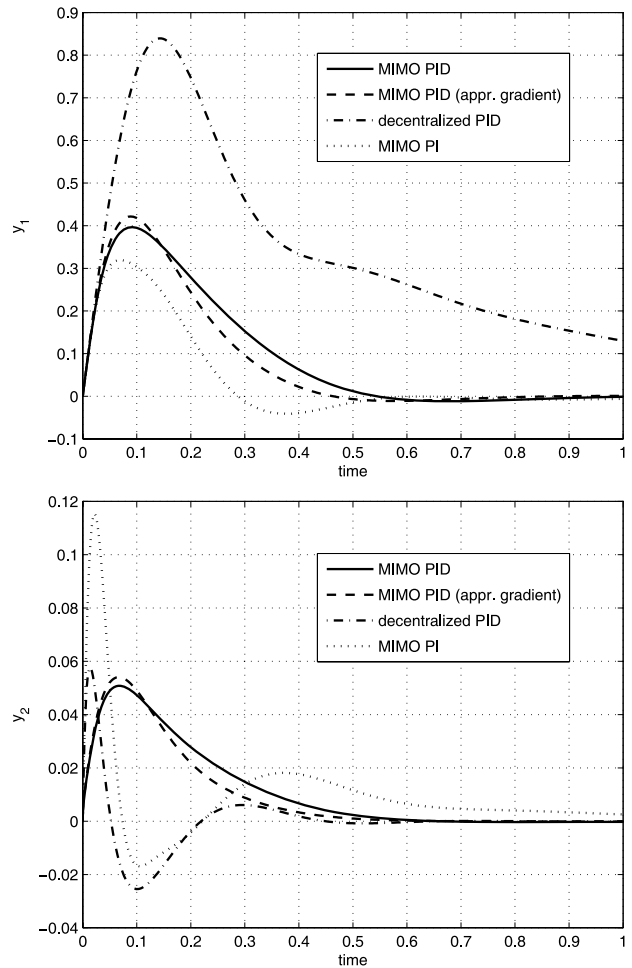 0.9
0.8
0.7
0.6
0.5
0.4
0.3
0.2
0.1
0
−0.1
y1
MIMO PID
MIMO PID (appr. gradient)
decentralized PID
MIMO PI
0 0.1 0.2 0.3 0.4 0.5 0.6 0.7 0.8 0.9 1
time
0.12
0.1
0.08
0.06
0.04
0.02
0
−0.02
−0.04
y2
MIMO PID
MIMO PID (appr. gradient)
decentralized PID
MIMO PI
0 0.1 0.2 0.3 0.4 0.5 0.6 0.7 0.8 0.9 1
time